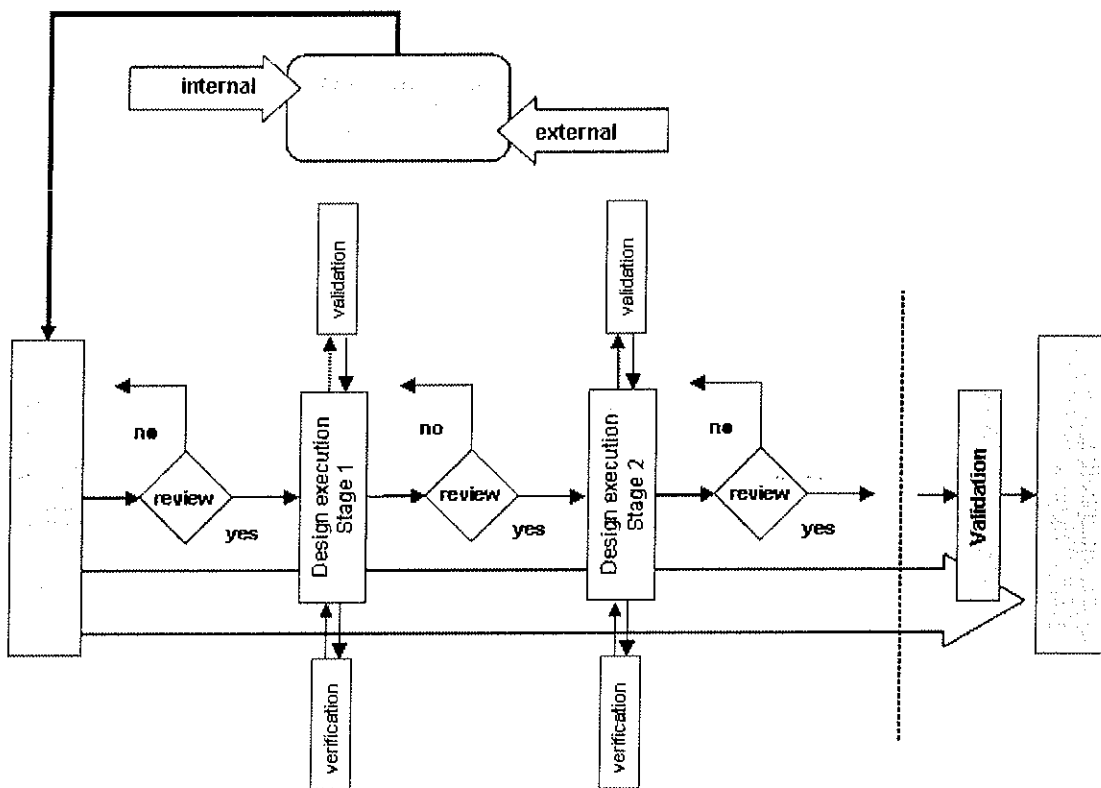 internal
external
validation
validation
no
no
no
review
Design execution
Stage 1
review
Design execution
Stage 2
review
Validation
yes
yes
yes
verification
verification